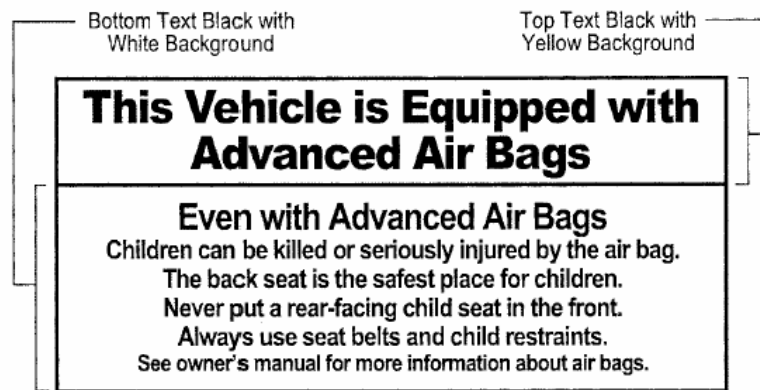 Bottom Text Black with
White Background
Top Text Black with
Yellow Background
This Vehicle is Equipped with
Advanced Air Bags
Even with Advanced Air Bags
Children can be killed or seriously injured by the air bag.
The back seat is the safest place for children.
Never put a rear-facing child seat in the front.
Always use seat belts and child restraints.
See owner's manual for more information about air bags.